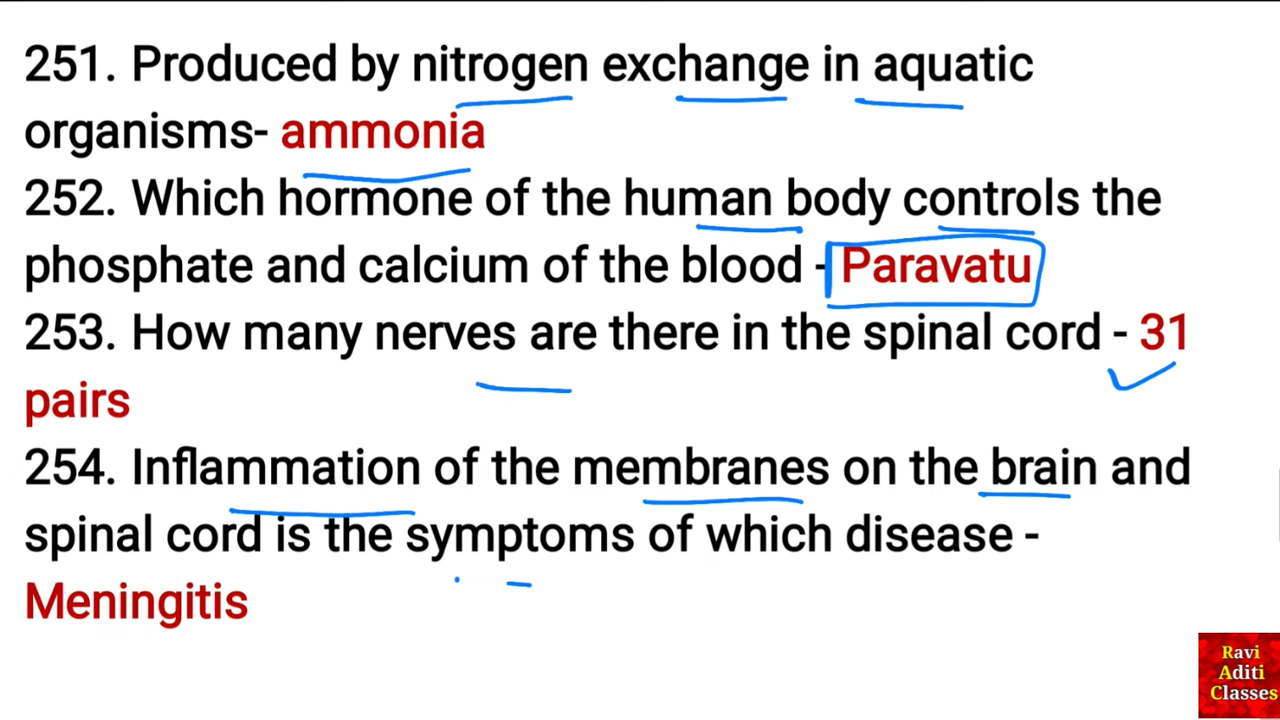 251. Produced by nitrogen exchange in aquatic
organisms- ammonia
252. Which hormone of the human body controls the
phosphate and calcium of the blood - Paravatu
253. How many nerves are there in the spinal cord - 31
pairs
254. Inflammation of the membranes on the brain and
spinal cord is the symptoms of which disease -
Meningitis
Ravi
Aditi
Classes